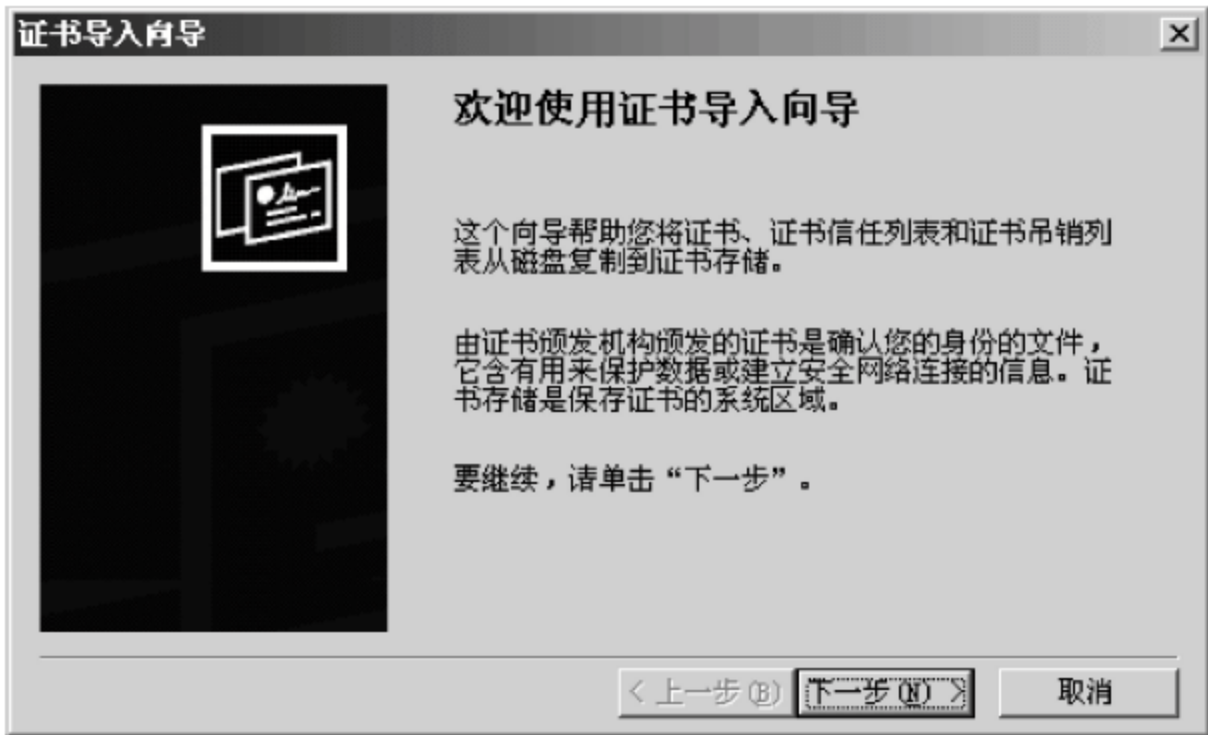 证书导入向导
欢迎使用证书导入向导
这个向导帮助您将证书、证书信任列表和证书吊销列
表从磁盘复制到证书存储。
由证书颁发机构颁发的证书是确认您的身份的文件，
它含有用来保护数据或建立安全网络连接的信息。证
书存储是保存证书的系统区域。
要继续，请单击“下一步”。
< 上一步(B) 下一步(N) > 取消